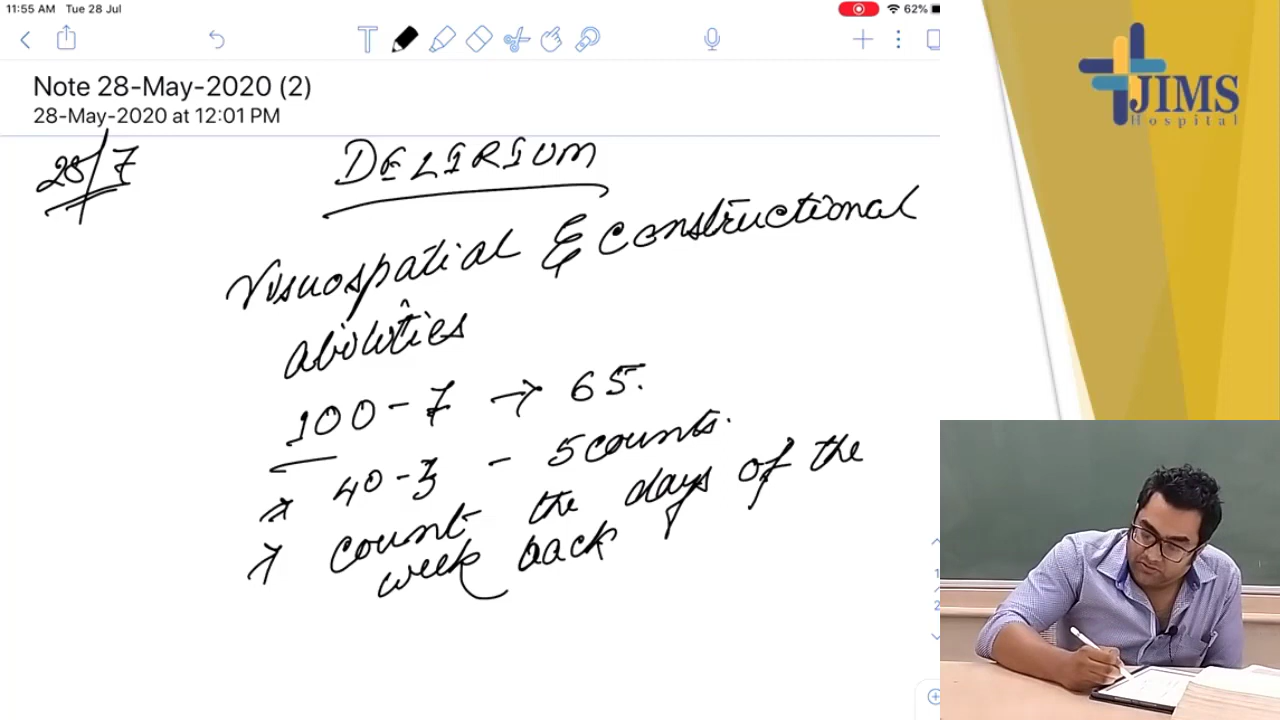 11:55 AM Tue 28 Jul
62%
T
JIMS
Hospital
Note 28-May-2020 (2)
28-May-2020 at 12:01 PM
28/7
DELIRIUM
Visuospatial & constructional
abilities
100 - 7 → 65.
* 40 - 3 - 5 counts.
* count the days of the
week back
1
2